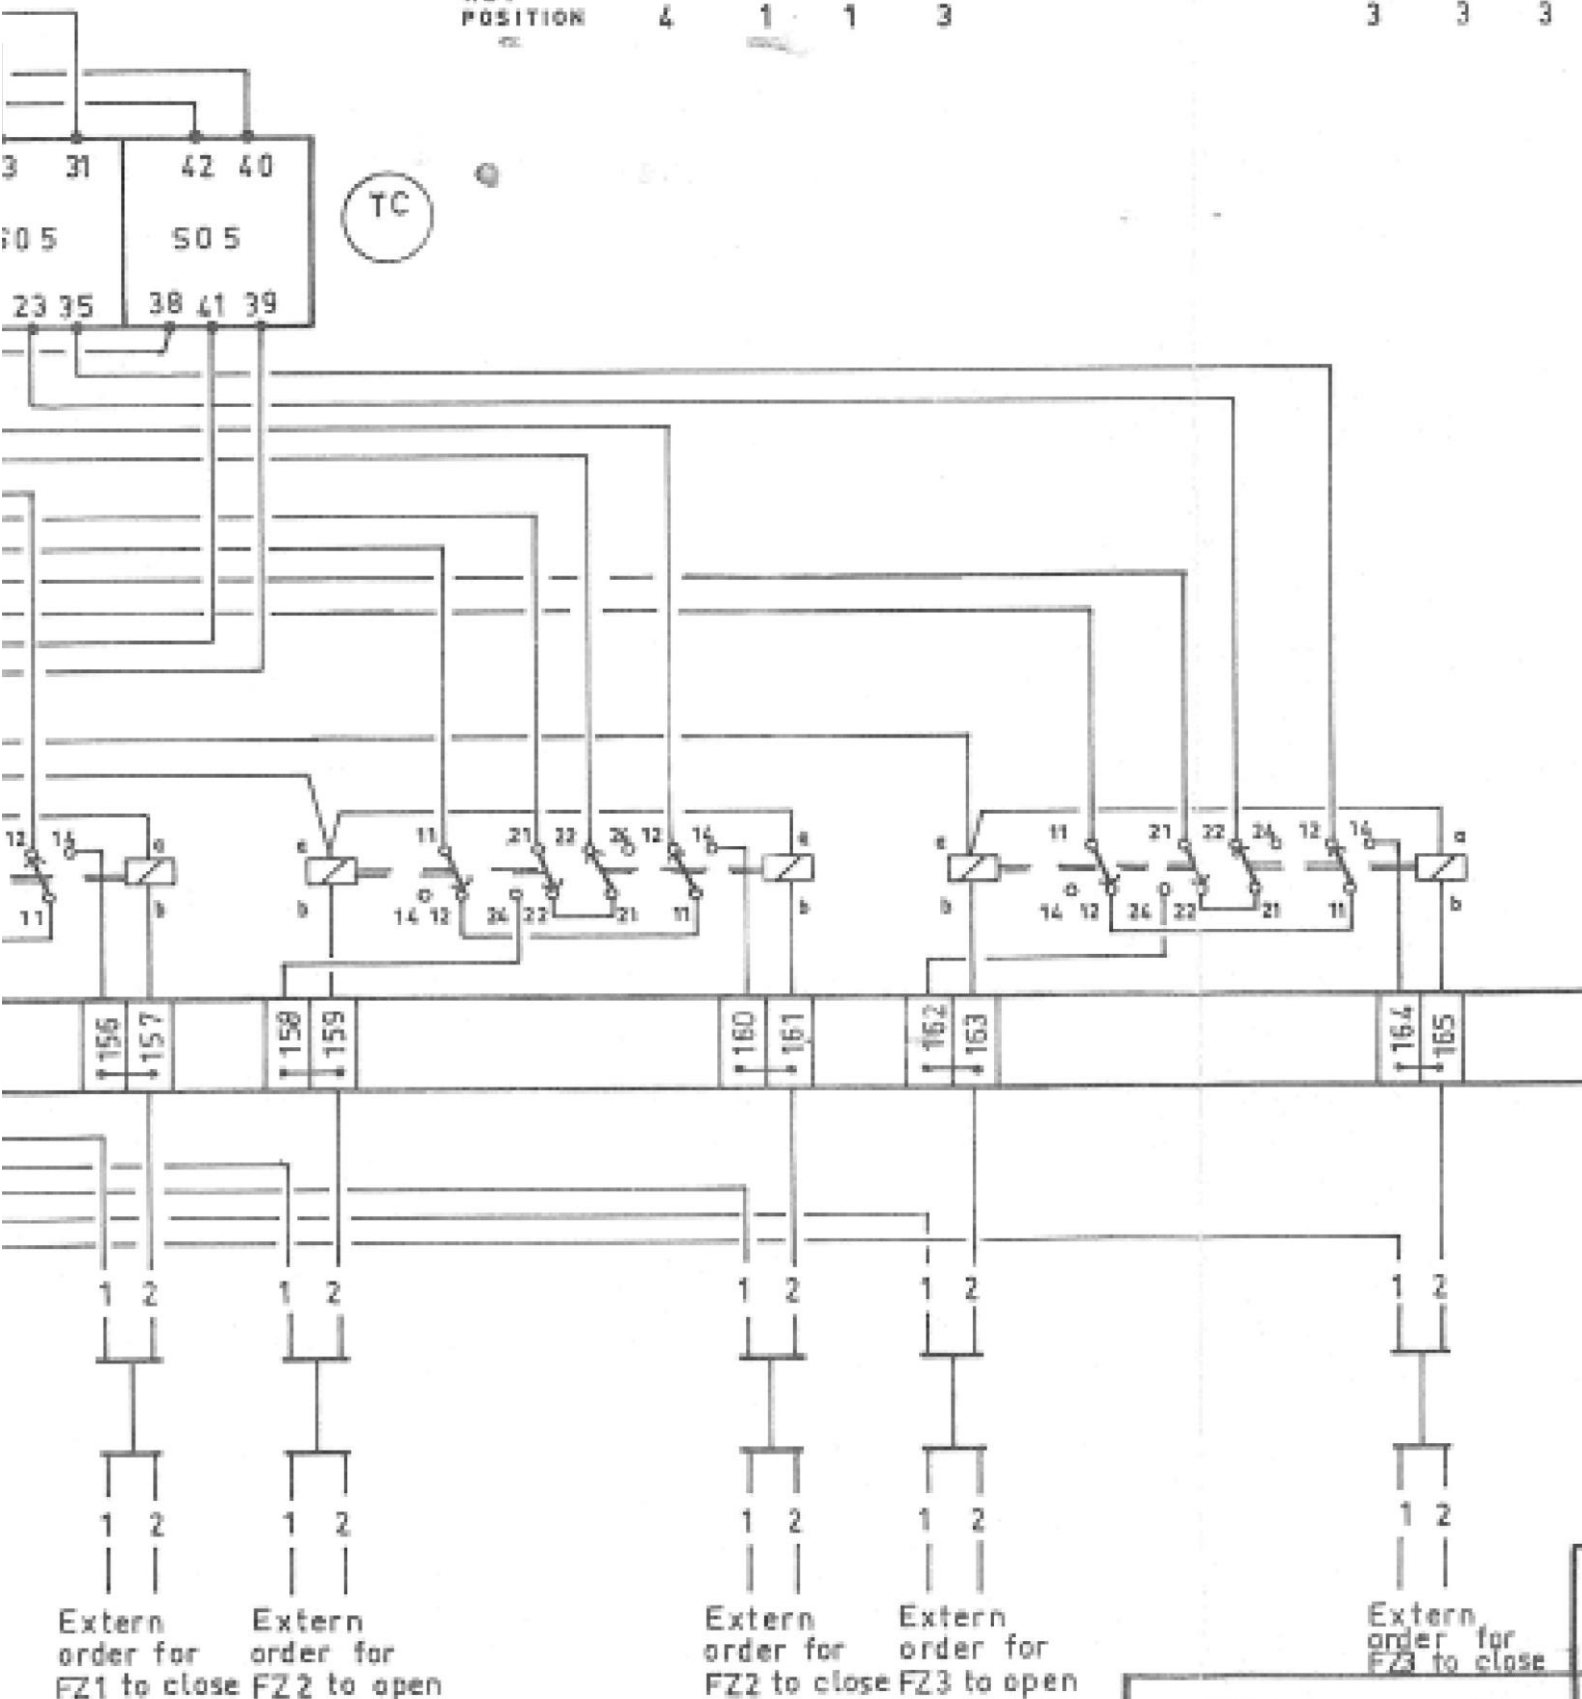 POSITION 4 1 1 3 3 3 3
31 42 40
TC
S05 S05
23 35 38 41 39
12 14 a a 11 21 22 24 12 14 a a 11 21 22 24 12 14 a
11 b b 14 12 24 22 21 11 b b 14 12 24 22 21 11 b
156 157 158 159 160 161 162 163 164 165
1 2 1 2 1 2 1 2 1 2
1 2 1 2 1 2 1 2 1 2
Extern
order for
FZ1 to close
Extern
order for
FZ2 to open
Extern
order for
FZ2 to close
Extern
order for
FZ3 to open
Extern
order for
FZ3 to close